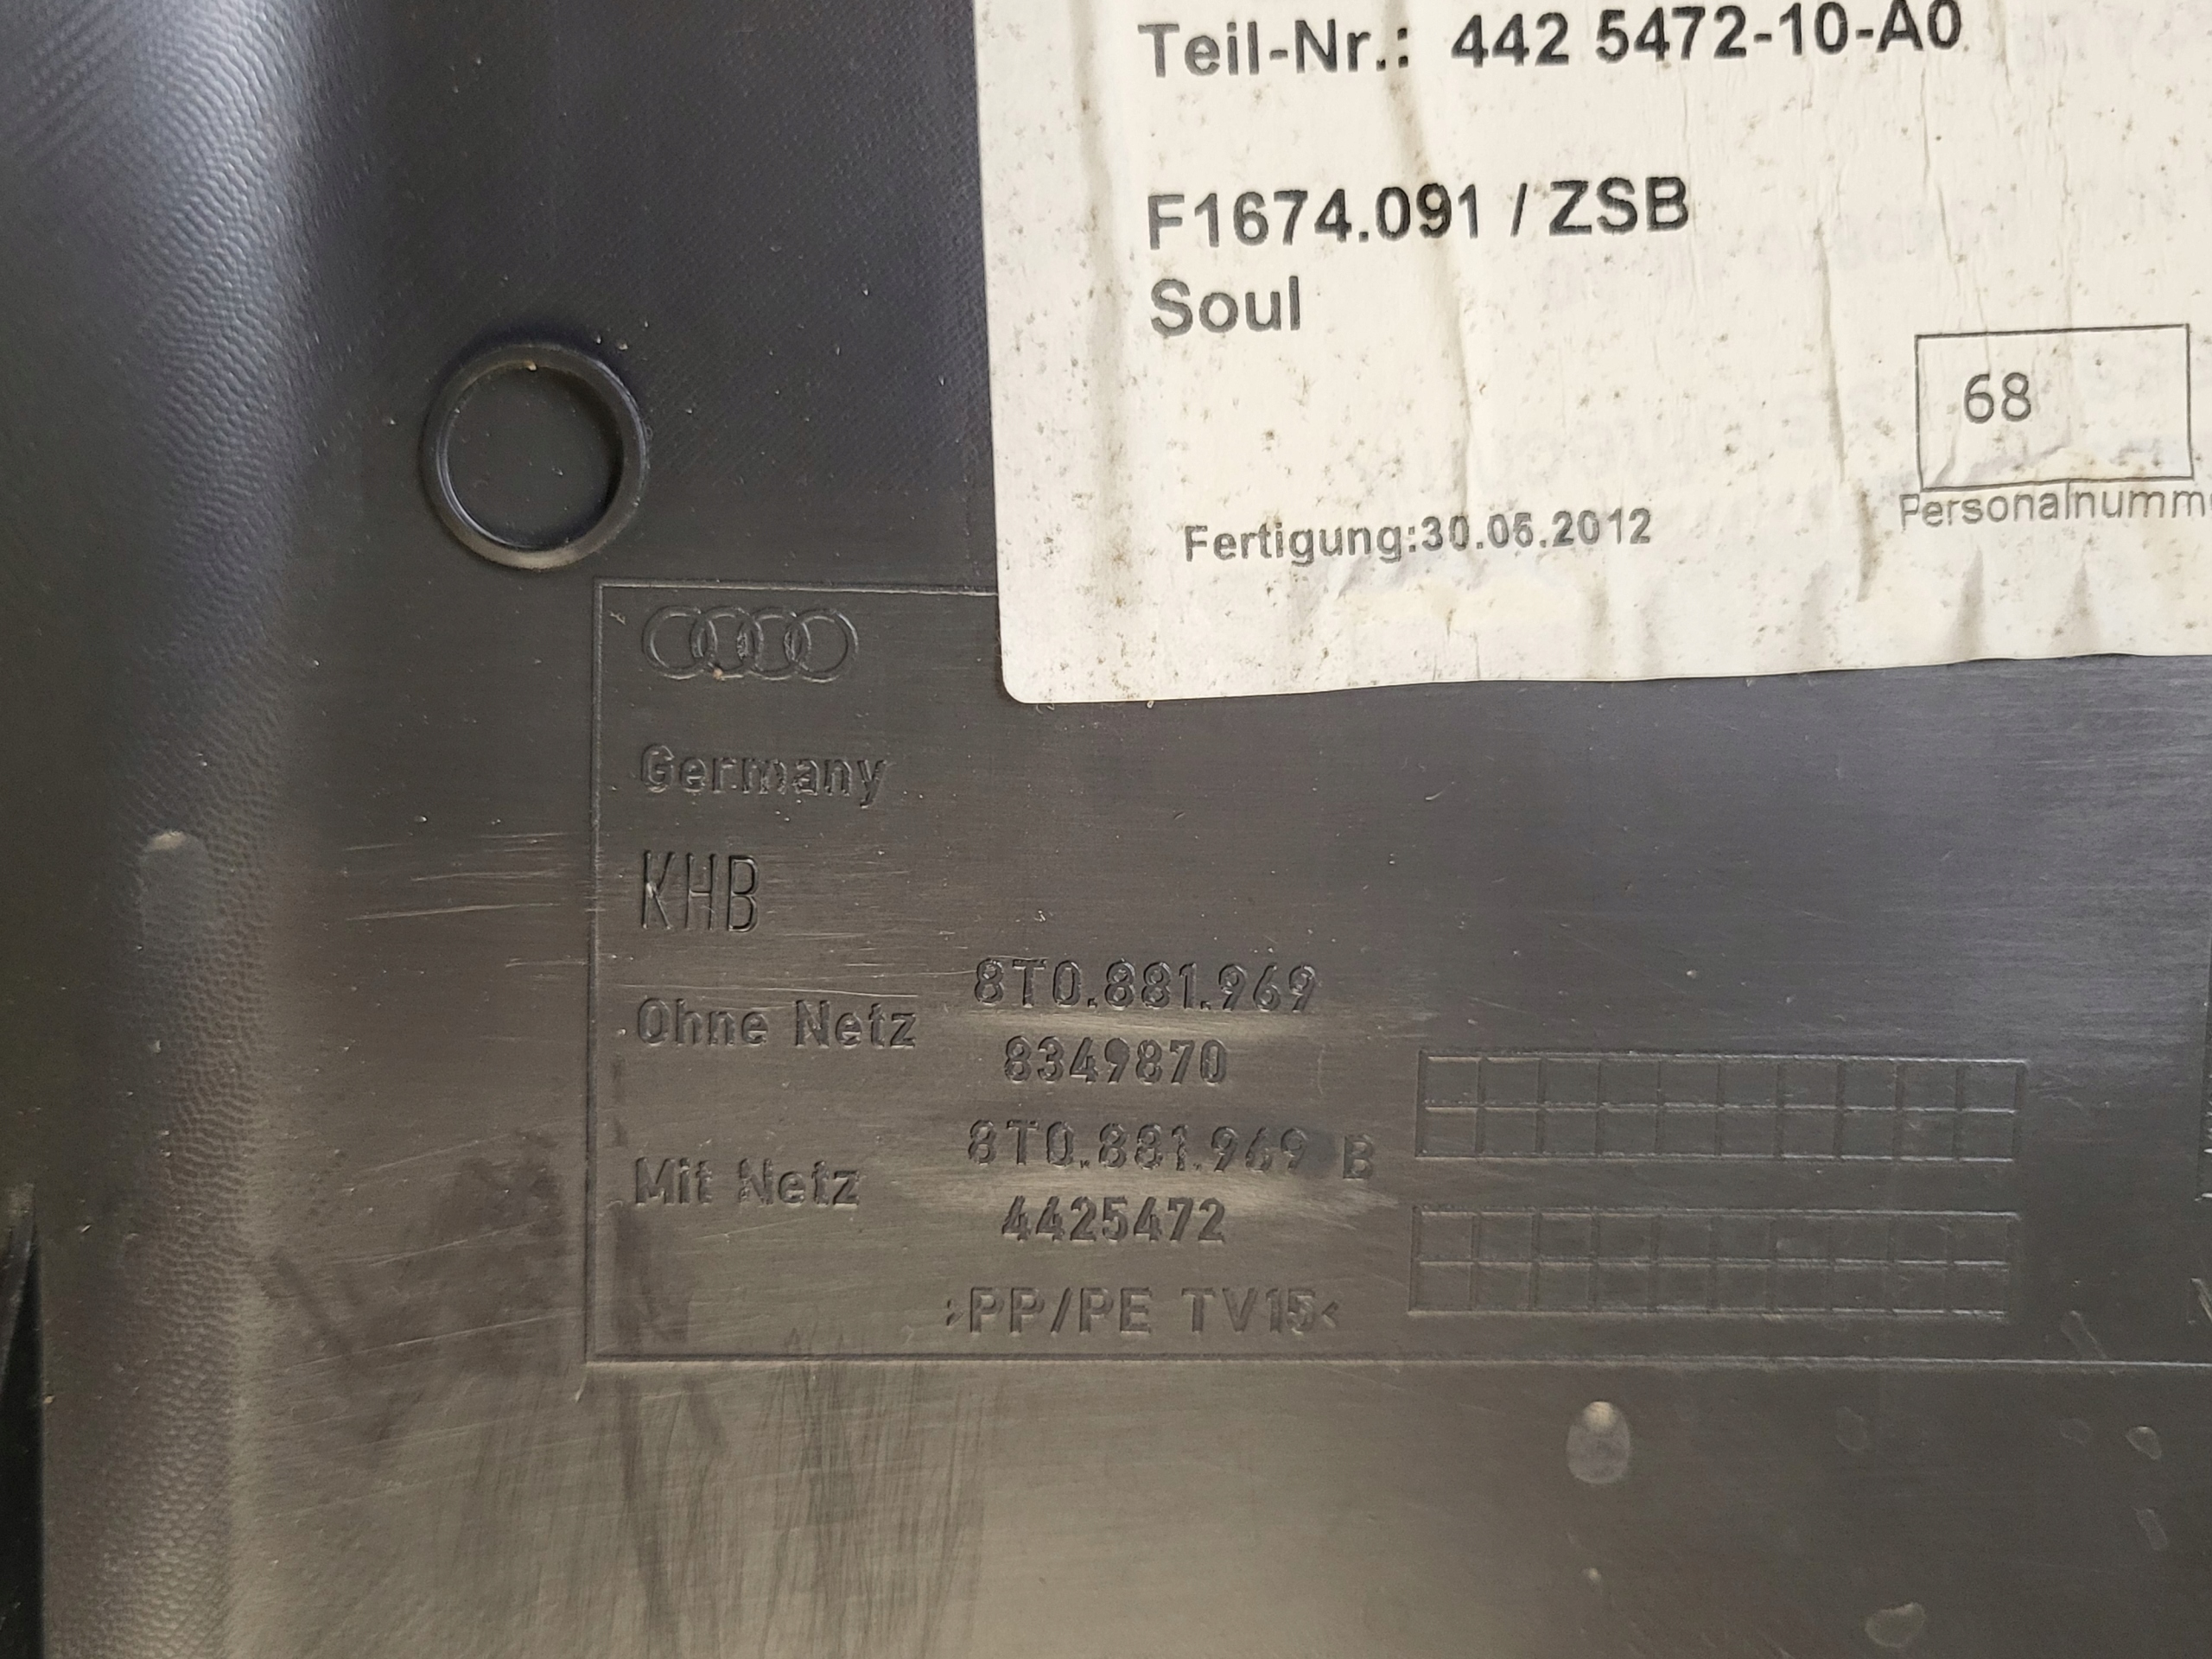 Teil-Nr.: 442 5472-10-A0
F1674.091 / ZSB
Soul
68
Personalnumm
Fertigung:30.05.2012
Germany
KHB
8T0.881.969
Ohne Netz
8349870
8T0.881.969 B
Mit Netz
4425472
>PP/PE TV15<